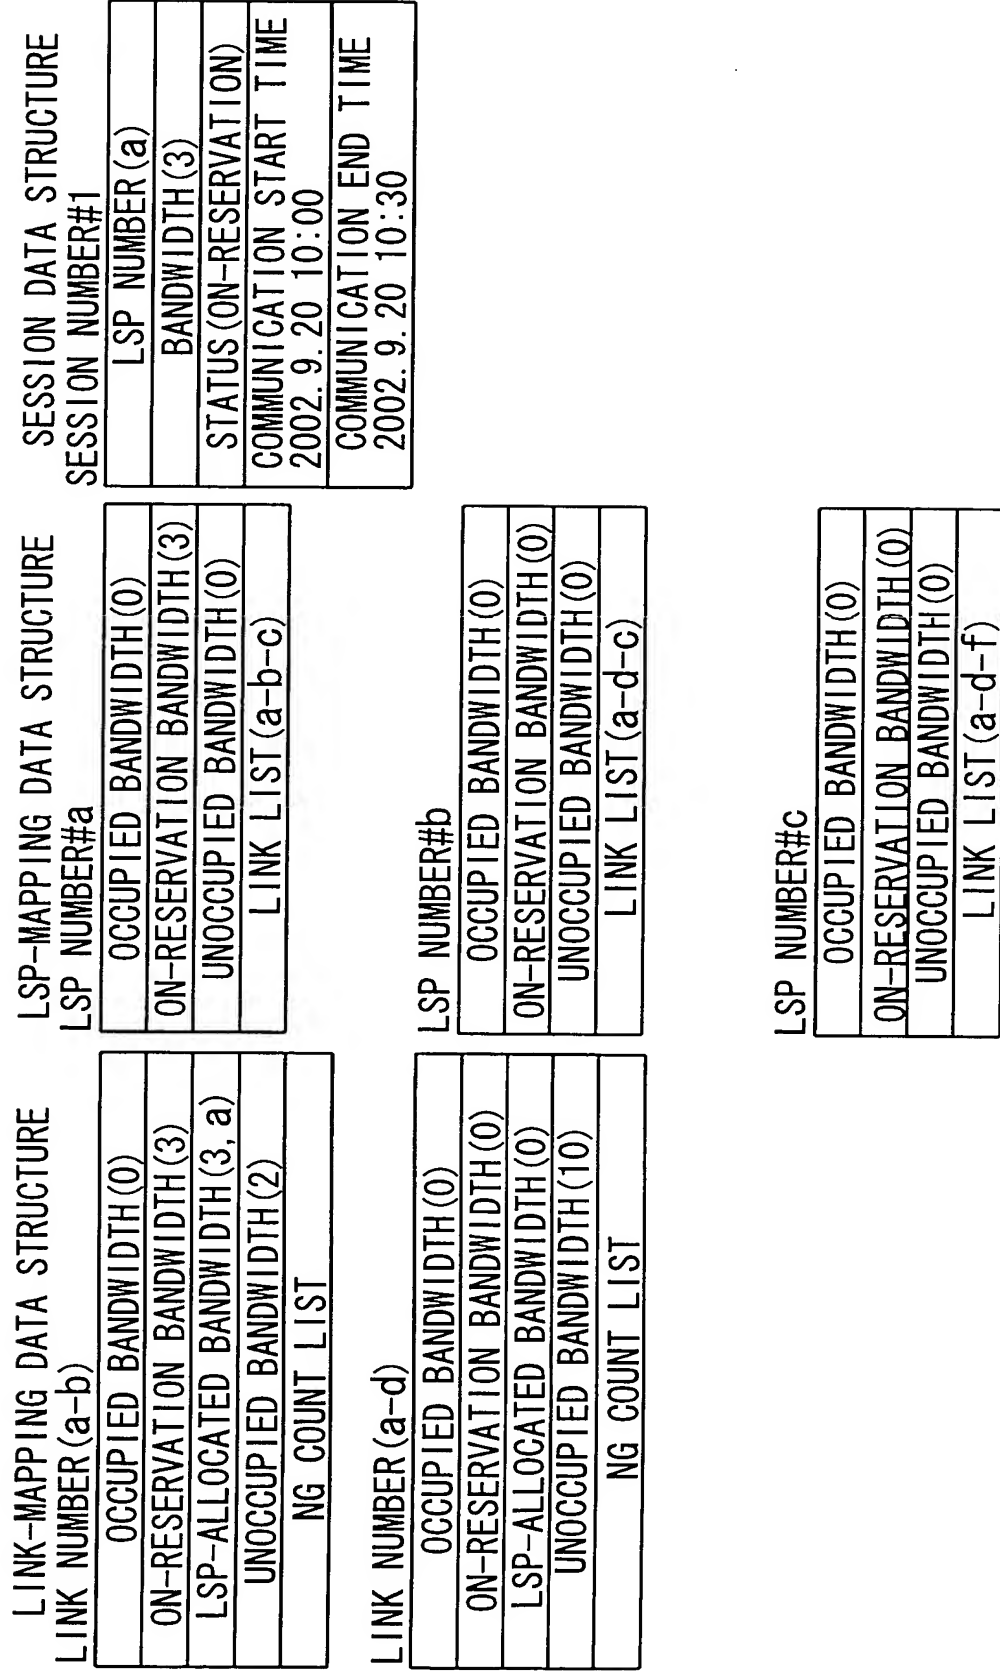 LINK-MAPPING DATA STRUCTURE
LINK NUMBER(a-b)
OCCUPIED BANDWIDTH(0)
ON-RESERVATION BANDWIDTH(3)
LSP-ALLOCATED BANDWIDTH(3, a)
UNOCCUPIED BANDWIDTH(2)
NG COUNT LIST
LINK NUMBER(a-d)
OCCUPIED BANDWIDTH(0)
ON-RESERVATION BANDWIDTH(0)
LSP-ALLOCATED BANDWIDTH(0)
UNOCCUPIED BANDWIDTH(10)
NG COUNT LIST
LSP-MAPPING DATA STRUCTURE
LSP NUMBER#a
OCCUPIED BANDWIDTH(0)
ON-RESERVATION BANDWIDTH(3)
UNOCCUPIED BANDWIDTH(0)
LINK LIST(a-b-c)
LSP NUMBER#b
OCCUPIED BANDWIDTH(0)
ON-RESERVATION BANDWIDTH(0)
UNOCCUPIED BANDWIDTH(0)
LINK LIST(a-d-c)
LSP NUMBER#c
OCCUPIED BANDWIDTH(0)
ON-RESERVATION BANDWIDTH(0)
UNOCCUPIED BANDWIDTH(0)
LINK LIST(a-d-f)
SESSION DATA STRUCTURE
SESSION NUMBER#1
LSP NUMBER(a)
BANDWIDTH(3)
STATUS(ON-RESERVATION)
COMMUNICATION START TIME
2002. 9. 20 10:00
COMMUNICATION END TIME
2002. 9. 20 10:30